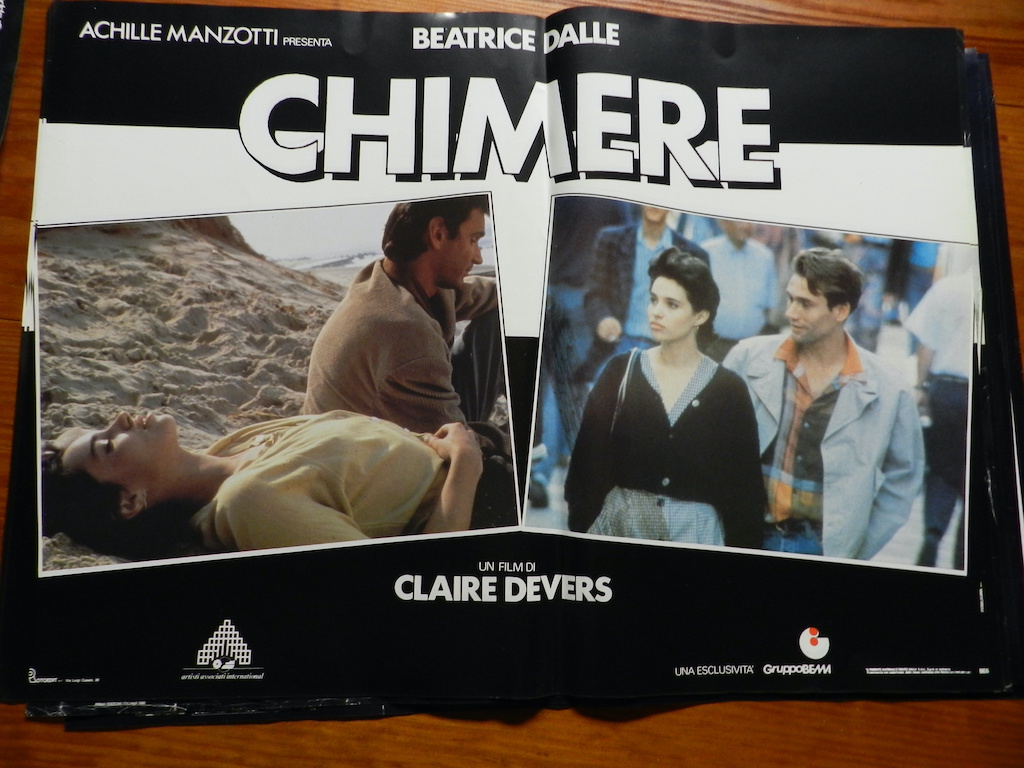 ACHILLE MANZOTTI PRESENTA
BEATRICE DALLE
CHIMERE
UN FILM DI
CLAIRE DEVERS
artisti associati international
UNA ESCLUSIVITA' GruppoBEMA